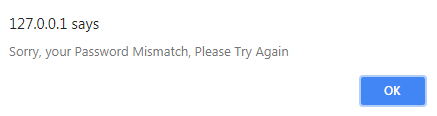 127.0.0.1 says
Sorry, your Password Mismatch, Please Try Again
OK